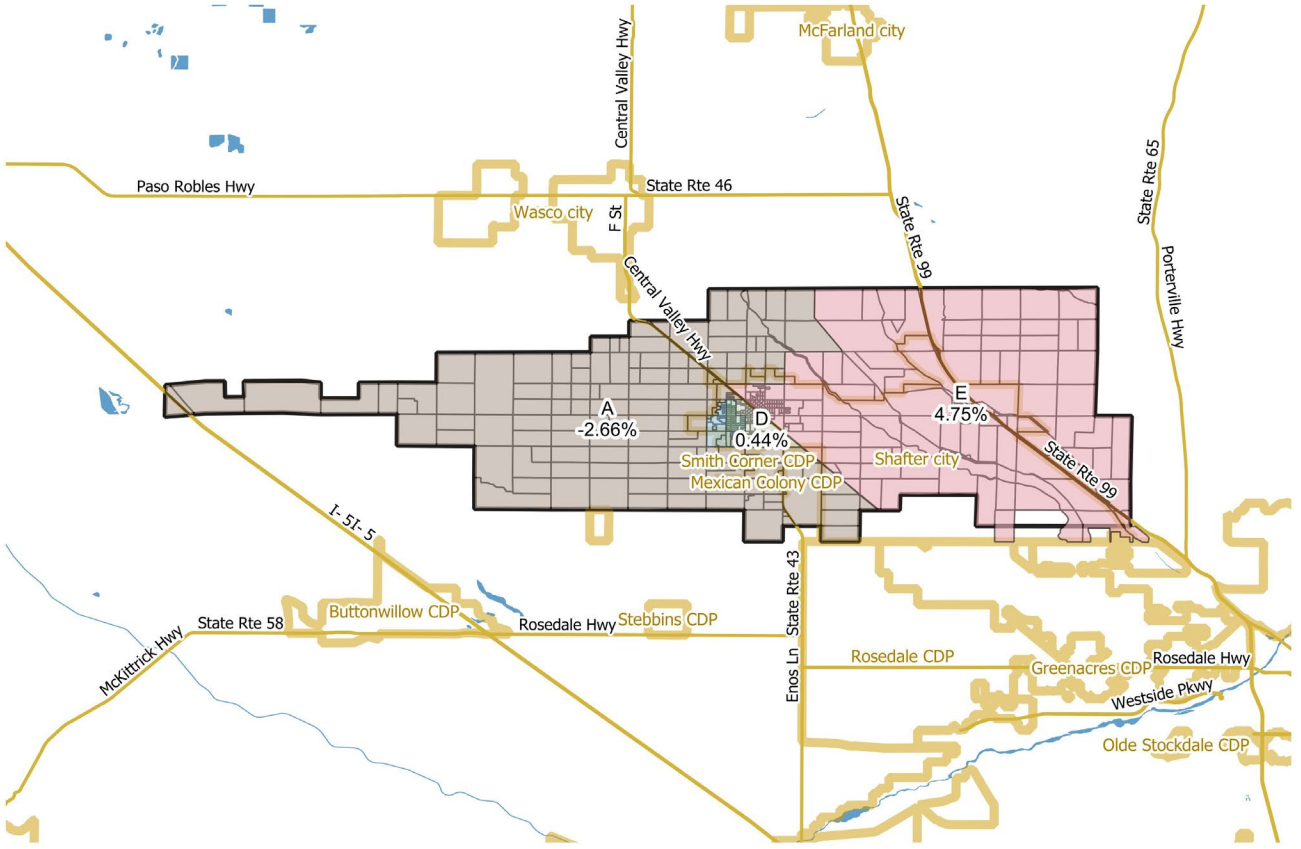 McFarland city
Central Valley Hwy
State Rte 65
Paso Robles Hwy
State Rte 46
Wasco city
F St
State Rte 99
Central Valley Hwy
Porterville Hwy
A
-2.66%
D
0.44%
E
4.75%
Smith Corner CDP
Shafter city
Mexican Colony CDP
State Rte 99
I- 5I- 5
State Rte 43
Buttonwillow CDP
State Rte 58
Rosedale Hwy
Stebbins CDP
McKittrick Hwy
Enos Ln
Rosedale CDP
Greenacres CDP
Rosedale Hwy
Westside Pkwy
Olde Stockdale CDP